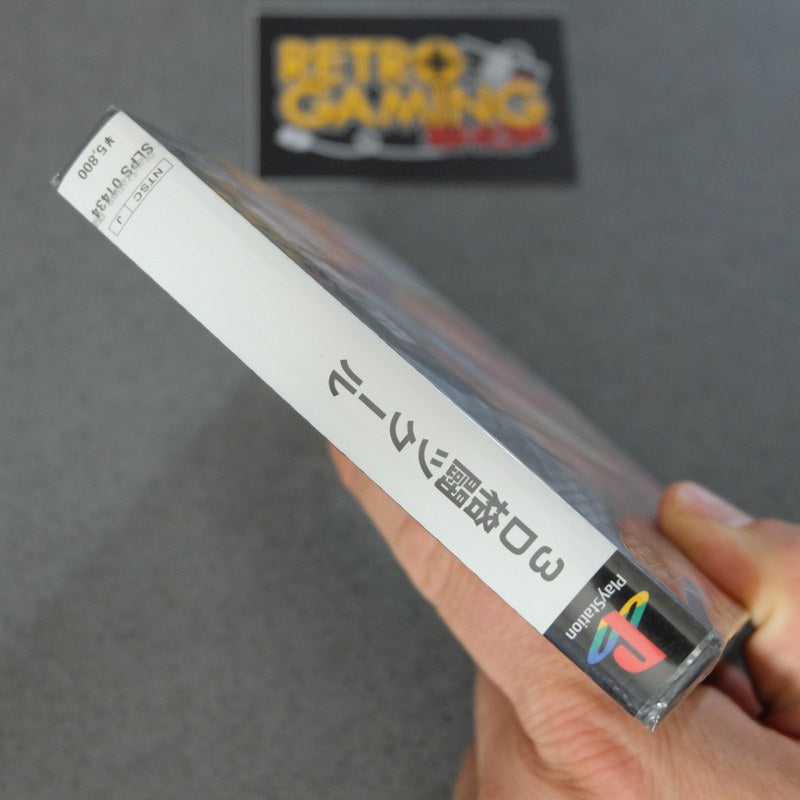 RETRO
GAMING
PlayStation
3D格闘ツクール
NTSC J
SLPS 01434
¥5,800